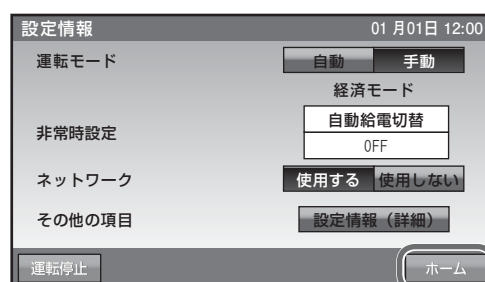 設定情報 01月01日 12:00
運転モード 自動 手動
経済モード
非常時設定 自動給電切替
OFF
ネットワーク 使用する 使用しない
その他の項目 設定情報（詳細）
運転停止 ホーム